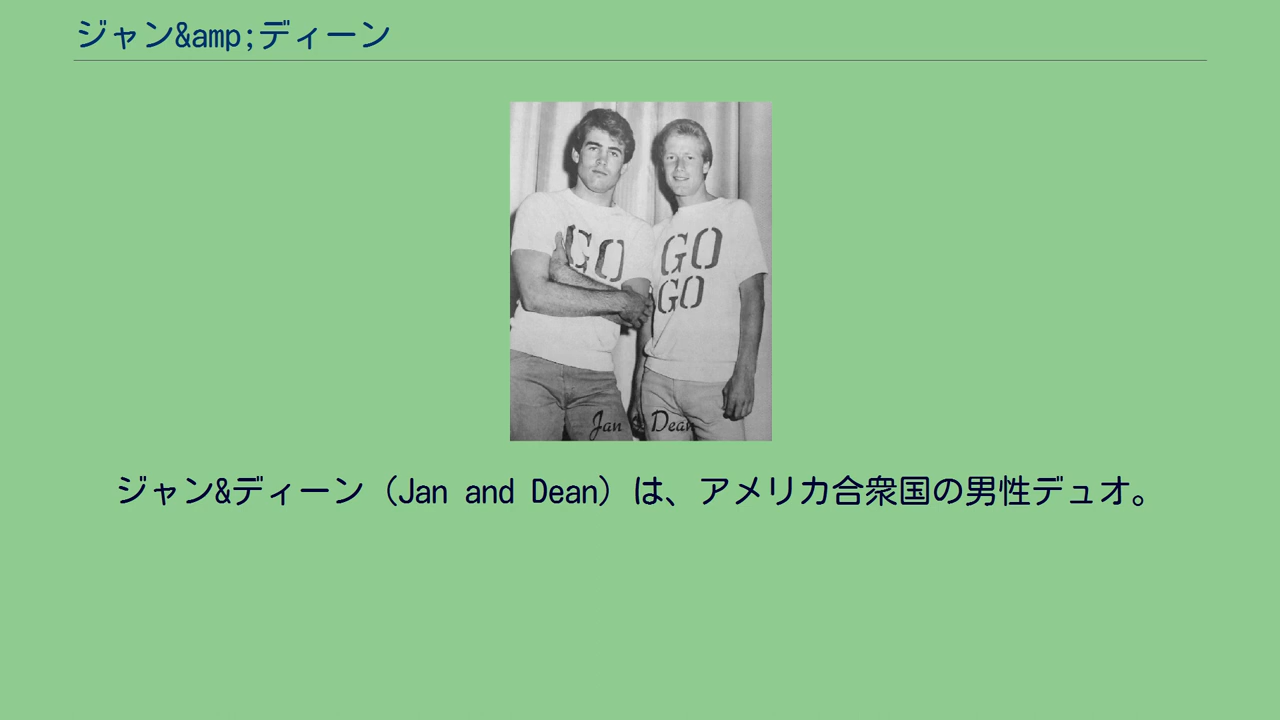 ジャン&amp;ディーン
GO
GO
GO
Jan & Dean
ジャン&ディーン（Jan and Dean）は、アメリカ合衆国の男性デュオ。